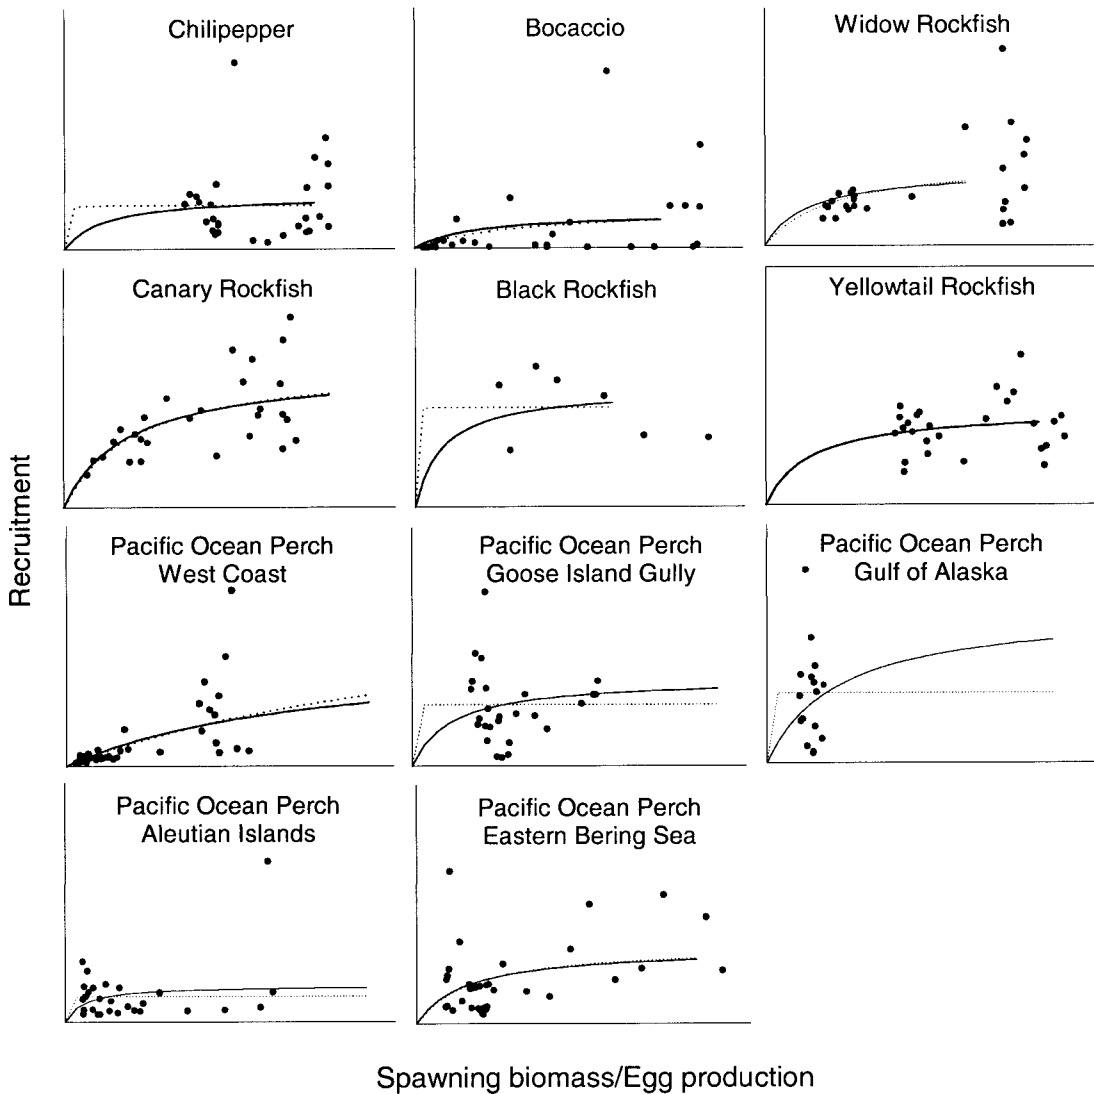 Chilipepper
Bocaccio
Widow Rockfish
Canary Rockfish
Black Rockfish
Yellowtail Rockfish
Recruitment
Pacific Ocean Perch
West Coast
Pacific Ocean Perch
Goose Island Gully
Pacific Ocean Perch
Gulf of Alaska
Pacific Ocean Perch
Aleutian Islands
Pacific Ocean Perch
Eastern Bering Sea
Spawning biomass/Egg production